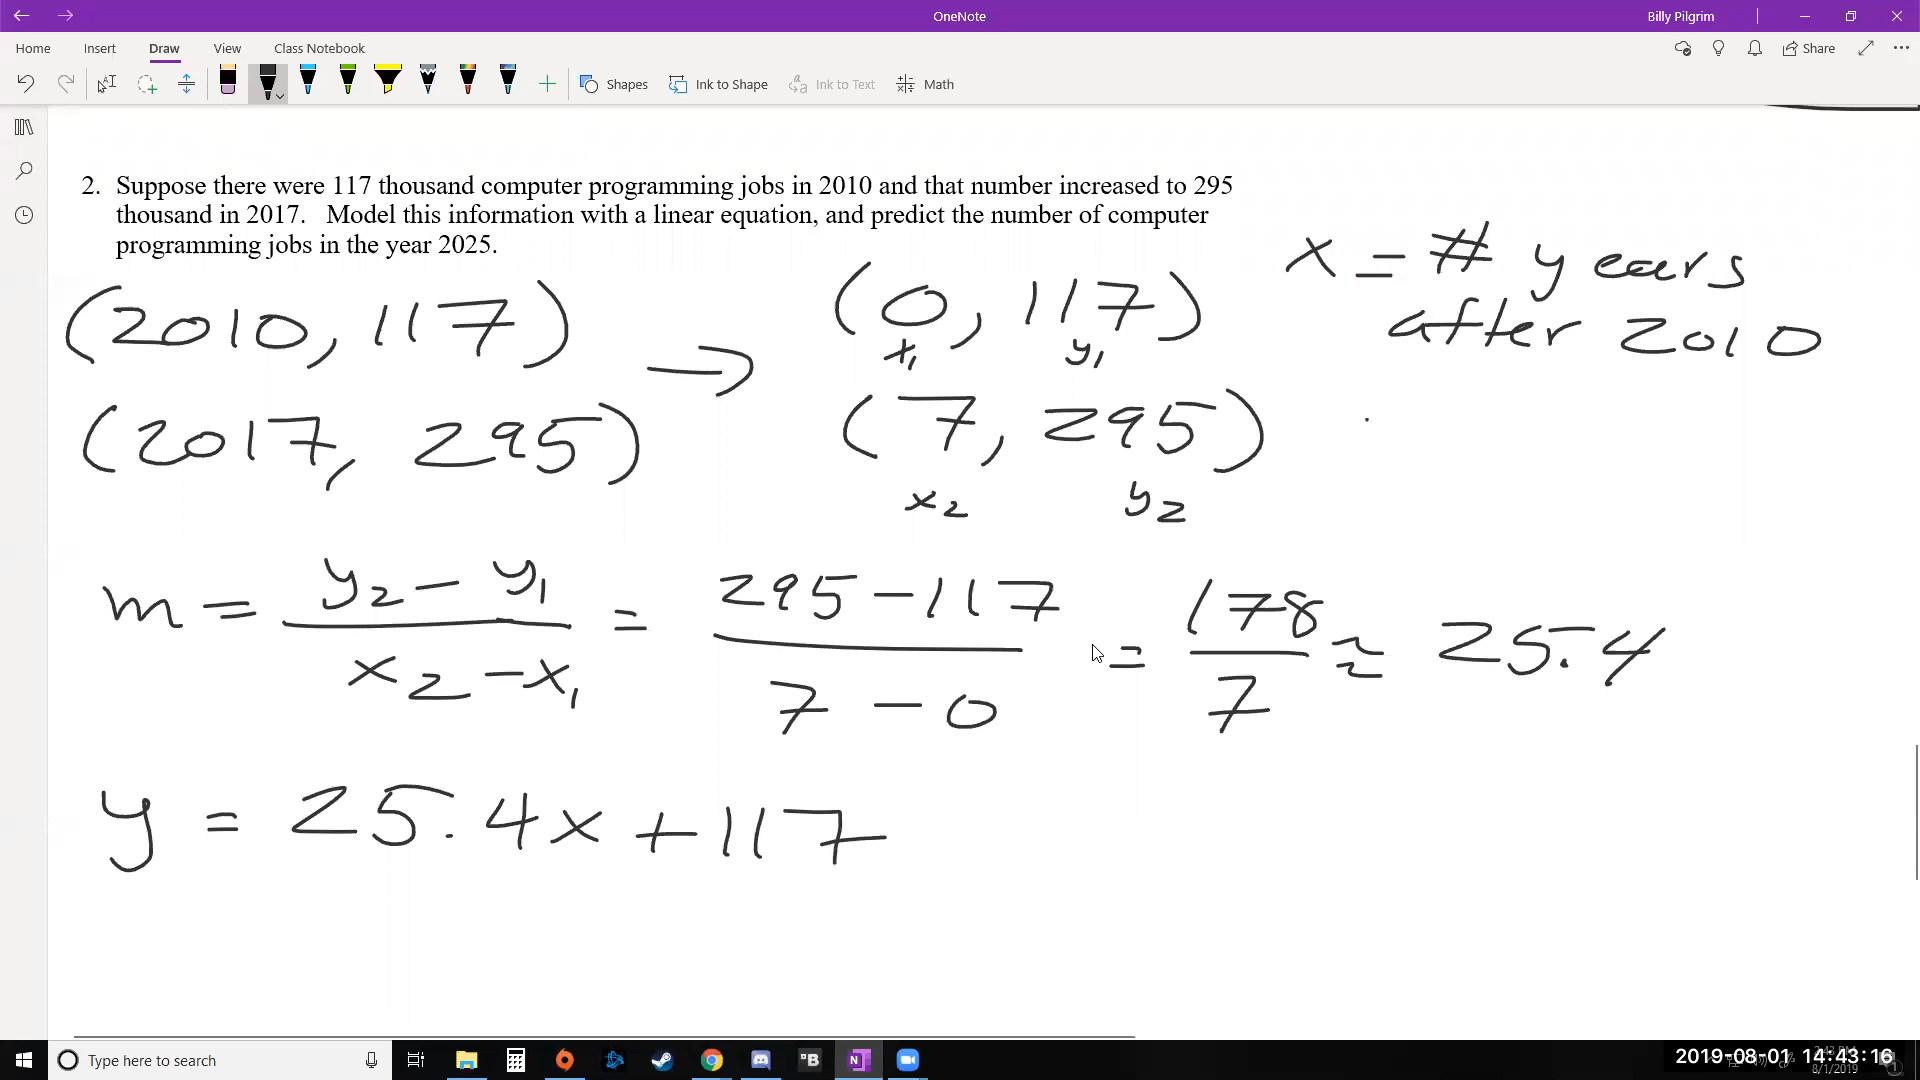 OneNote
Billy Pilgrim
Home Insert Draw View Class Notebook
Share
Shapes Ink to Shape Ink to Text Math
2. Suppose there were 117 thousand computer programming jobs in 2010 and that number increased to 295
thousand in 2017. Model this information with a linear equation, and predict the number of computer
programming jobs in the year 2025.
x = # years
after 2010
(2010, 117) → (0, 117)
x₁ y₁
(2017, 295) (7, 295)
x₂ y₂
m = (y₂ - y₁)/(x₂ - x₁) = (295 - 117)/(7 - 0) = 178/7 ≈ 25.4
y = 25.4x + 117
Type here to search
2019-08-01 14:43:16
8/1/2019